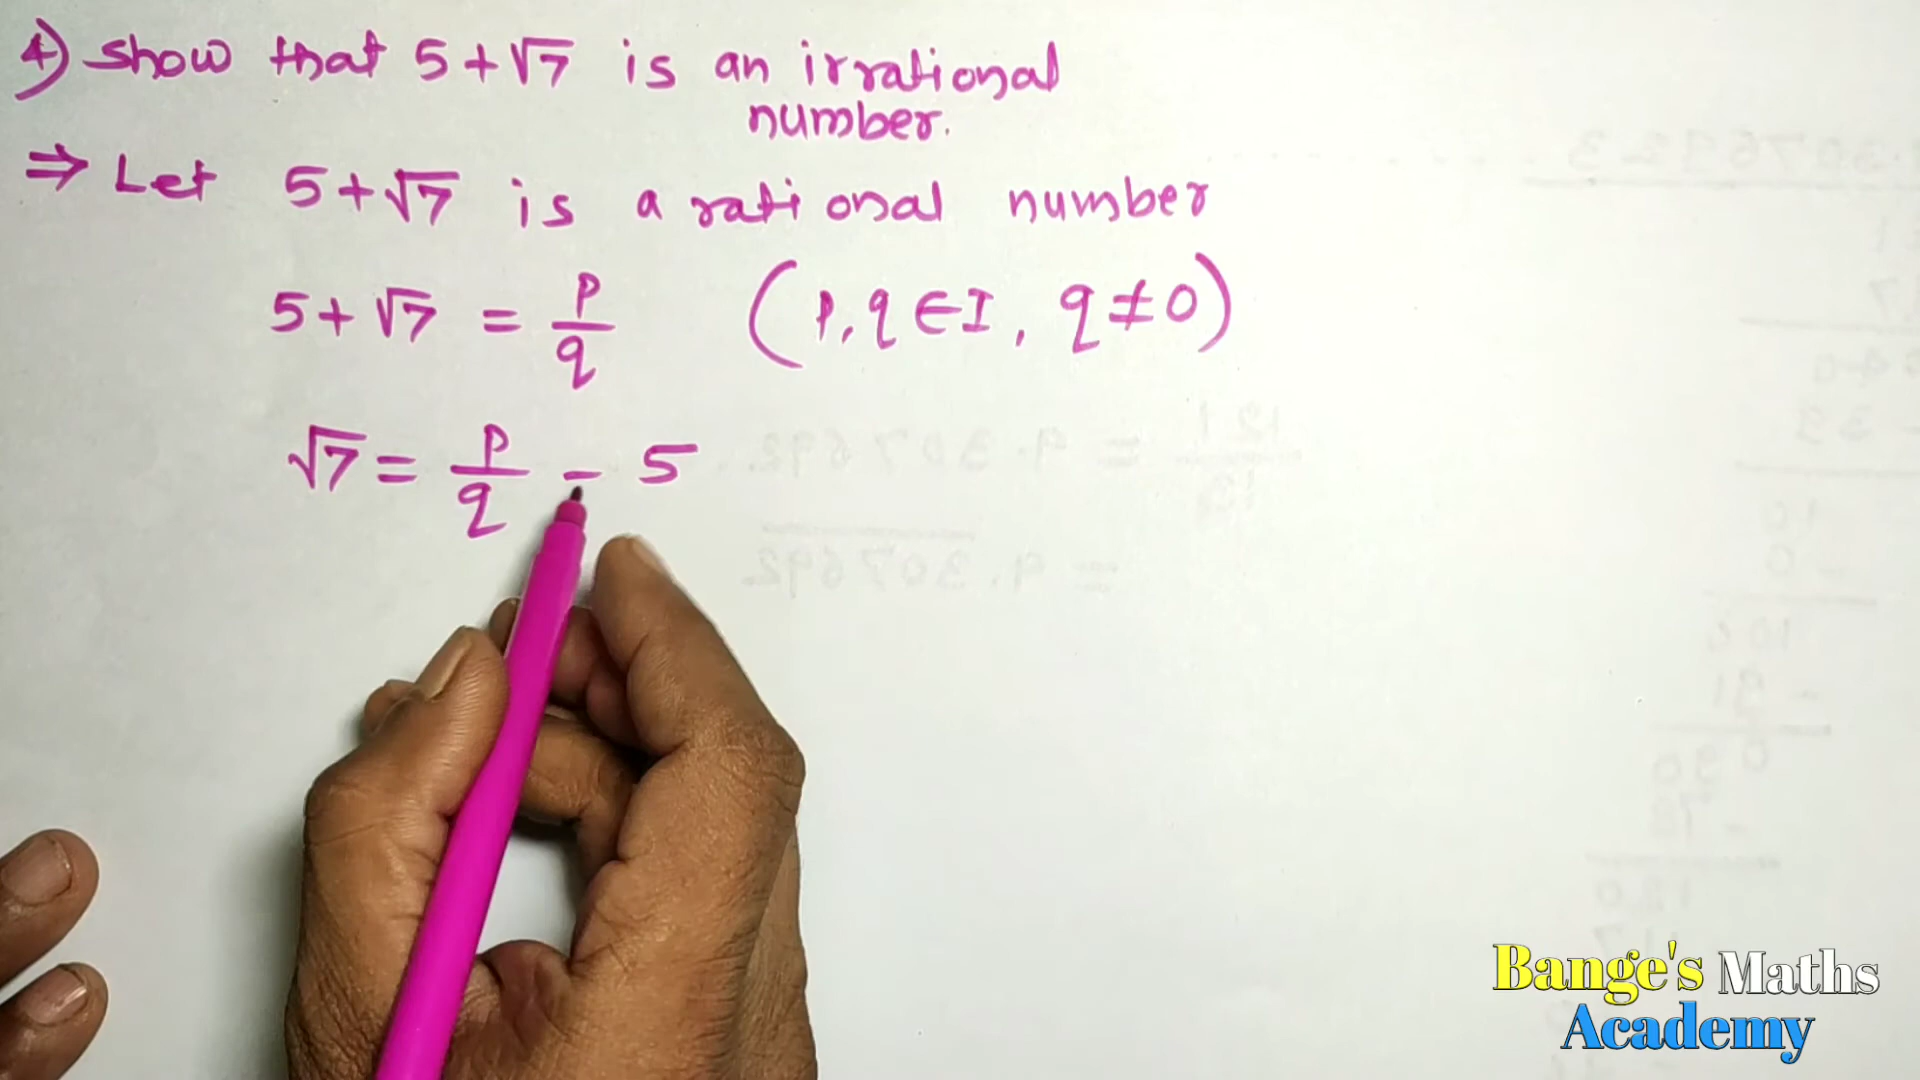 4) Show that 5+√7 is an irrational
number.
⇒ Let 5+√7 is a rational number
5+√7 = p/q (p, q ∈ I, q ≠ 0)
√7 = p/q - 5
Bange's Maths
Academy